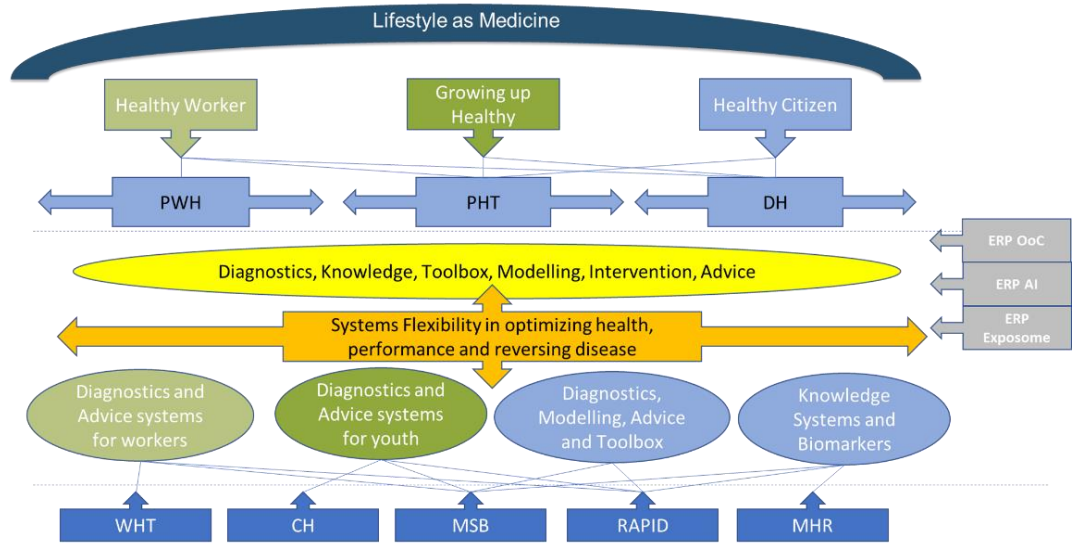 Lifestyle as Medicine
Healthy Worker
Growing up
Healthy
Healthy Citizen
PWH
PHT
DH
ERP OoC
ERP AI
ERP
Exposome
Diagnostics, Knowledge, Toolbox, Modelling, Intervention, Advice
Systems Flexibility in optimizing health,
performance and reversing disease
Diagnostics and
Advice systems
for workers
Diagnostics and
Advice systems
for youth
Diagnostics,
Modelling, Advice
and Toolbox
Knowledge
Systems and
Biomarkers
WHT
CH
MSB
RAPID
MHR